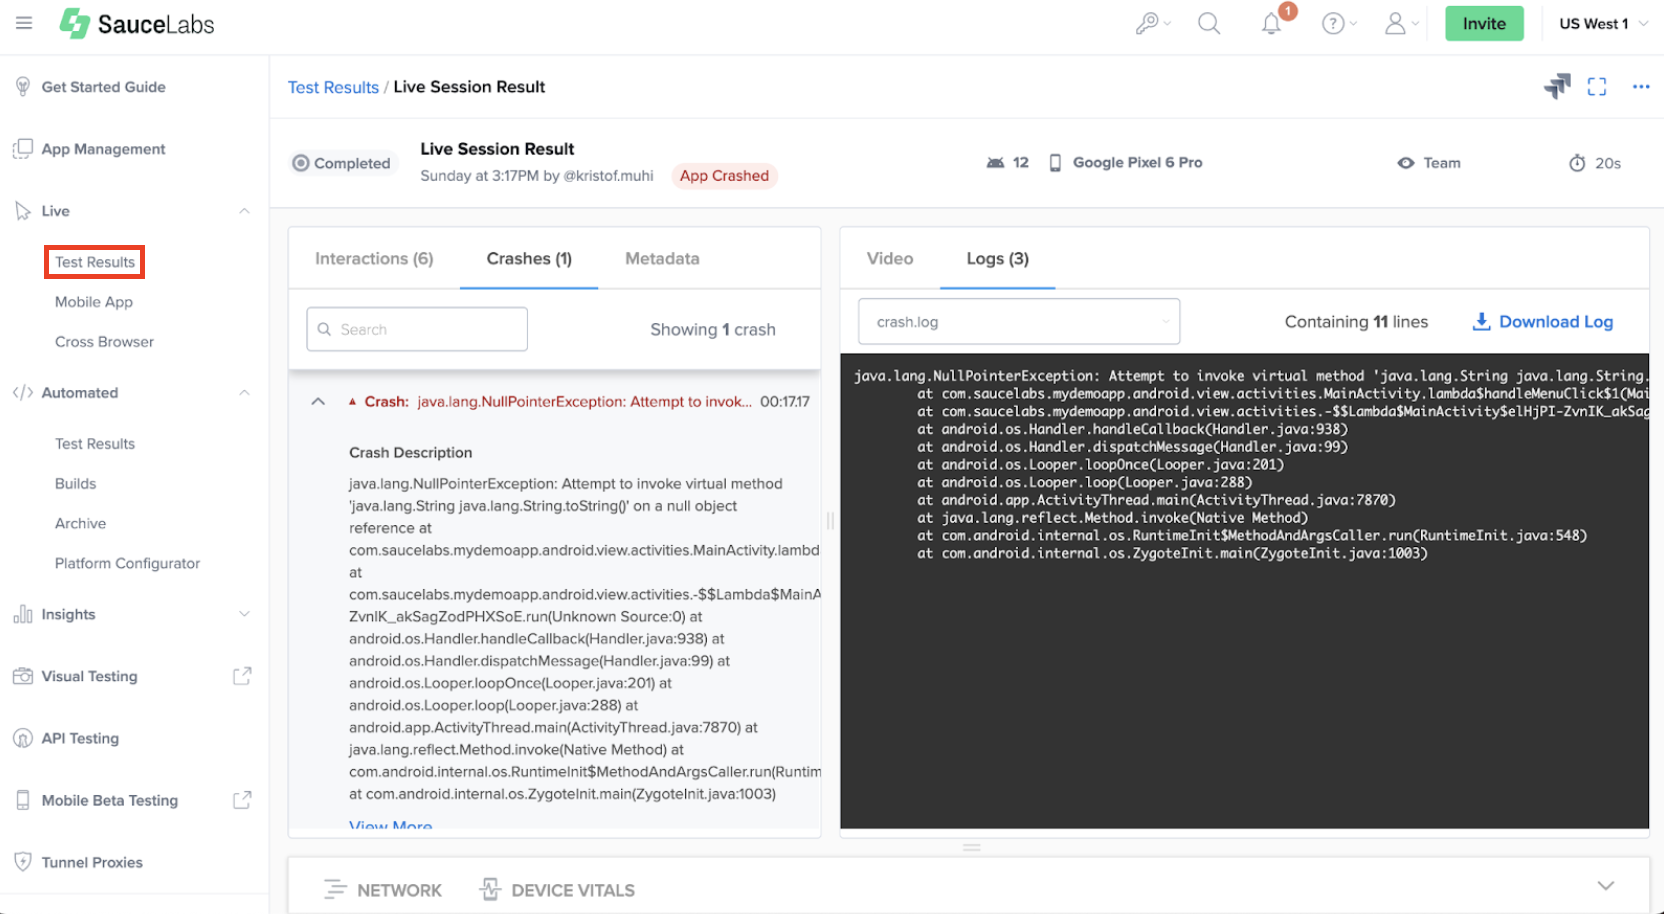 SauceLabs
1
Invite
US West 1
Get Started Guide
App Management
Live
Test Results
Mobile App
Cross Browser
Automated
Test Results
Builds
Archive
Platform Configurator
Insights
Visual Testing
API Testing
Mobile Beta Testing
Tunnel Proxies
Test Results / Live Session Result
Completed
Live Session Result
Sunday at 3:17PM by @kristof.muhi
App Crashed
12
Google Pixel 6 Pro
Team
20s
Interactions (6)
Crashes (1)
Metadata
Search
Showing 1 crash
Crash: java.lang.NullPointerException: Attempt to invok... 00:17.17
Crash Description
java.lang.NullPointerException: Attempt to invoke virtual method
'java.lang.String java.lang.String.toString()' on a null object
reference at
com.saucelabs.mydemoapp.android.view.activities.MainActivity.lambd
at
com.saucelabs.mydemoapp.android.view.activities.-$$Lambda$MainA
ZvnIK_akSagZodPHXSoE.run(Unknown Source:0) at
android.os.Handler.handleCallback(Handler.java:938) at
android.os.Handler.dispatchMessage(Handler.java:99) at
android.os.Looper.loopOnce(Looper.java:201) at
android.os.Looper.loop(Looper.java:288) at
android.app.ActivityThread.main(ActivityThread.java:7870) at
java.lang.reflect.Method.invoke(Native Method) at
com.android.internal.os.RuntimeInit$MethodAndArgsCaller.run(Runtim
at com.android.internal.os.ZygoteInit.main(ZygoteInit.java:1003)
View More
Video
Logs (3)
crash.log
Containing 11 lines
Download Log
java.lang.NullPointerException: Attempt to invoke virtual method 'java.lang.String java.lang.String.
at com.saucelabs.mydemoapp.android.view.activities.MainActivity.lambda$handleMenuClick$1(Mai
at com.saucelabs.mydemoapp.android.view.activities.-$$Lambda$MainActivity$elHjPI-ZvnIK_akSag
at android.os.Handler.handleCallback(Handler.java:938)
at android.os.Handler.dispatchMessage(Handler.java:99)
at android.os.Looper.loopOnce(Looper.java:201)
at android.os.Looper.loop(Looper.java:288)
at android.app.ActivityThread.main(ActivityThread.java:7870)
at java.lang.reflect.Method.invoke(Native Method)
at com.android.internal.os.RuntimeInit$MethodAndArgsCaller.run(RuntimeInit.java:548)
at com.android.internal.os.ZygoteInit.main(ZygoteInit.java:1003)
NETWORK
DEVICE VITALS